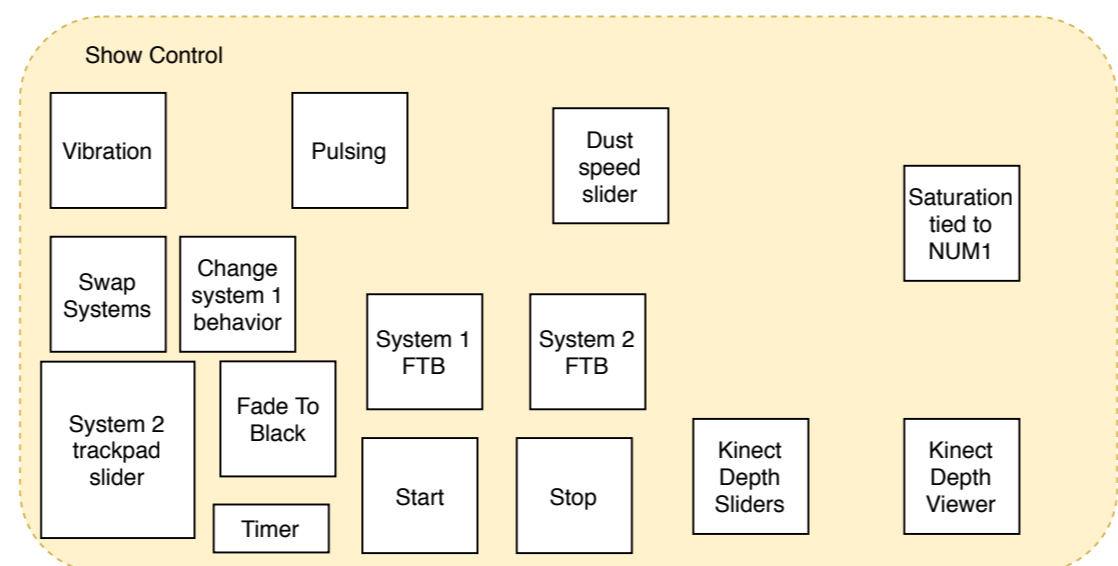 Show Control
Vibration
Pulsing
Dust
speed
slider
Saturation
tied to
NUM1
Swap
Systems
Change
system 1
behavior
System 1
FTB
System 2
FTB
System 2
trackpad
slider
Fade To
Black
Timer
Start
Stop
Kinect
Depth
Sliders
Kinect
Depth
Viewer